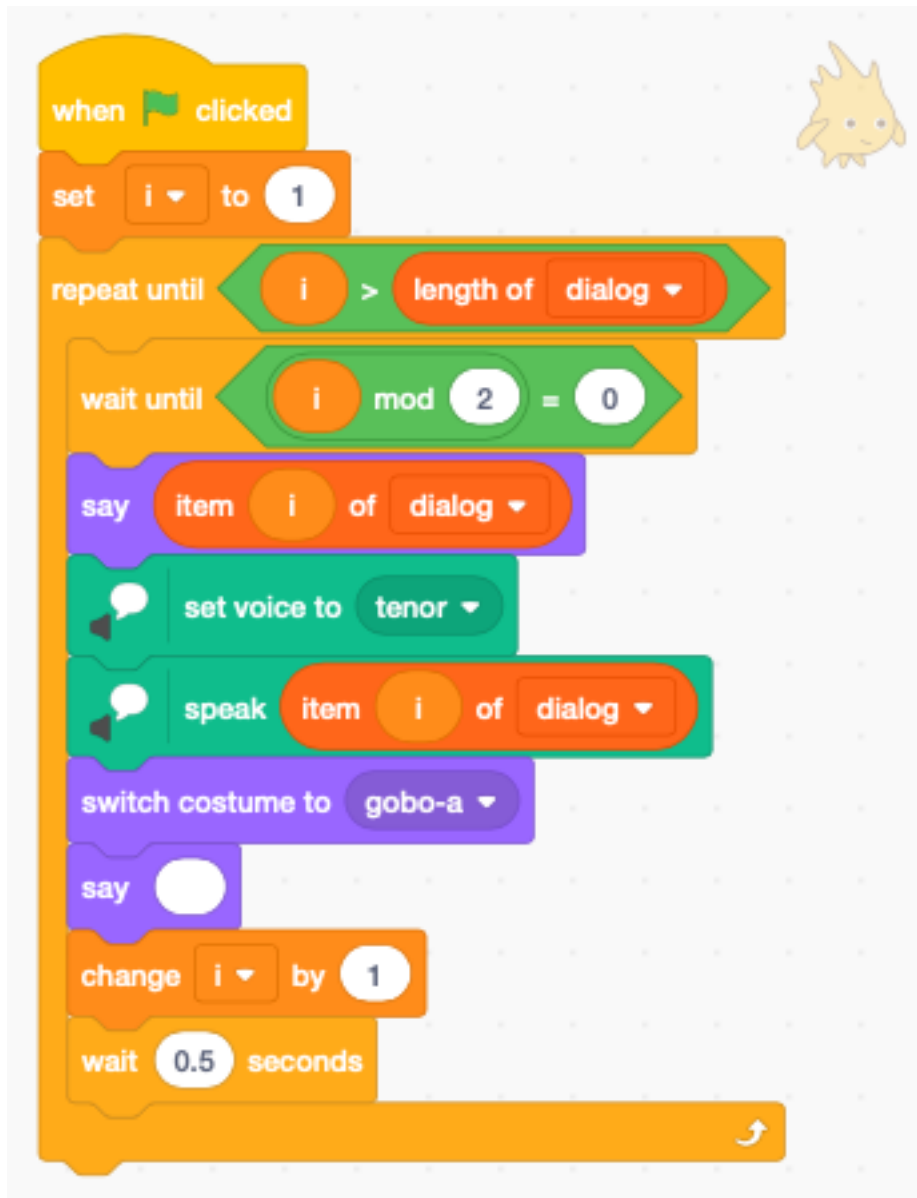 when clicked
set i to 1
repeat until i > length of dialog
wait until i mod 2 = 0
say item i of dialog
set voice to tenor
speak item i of dialog
switch costume to gobo-a
say
change i by 1
wait 0.5 seconds